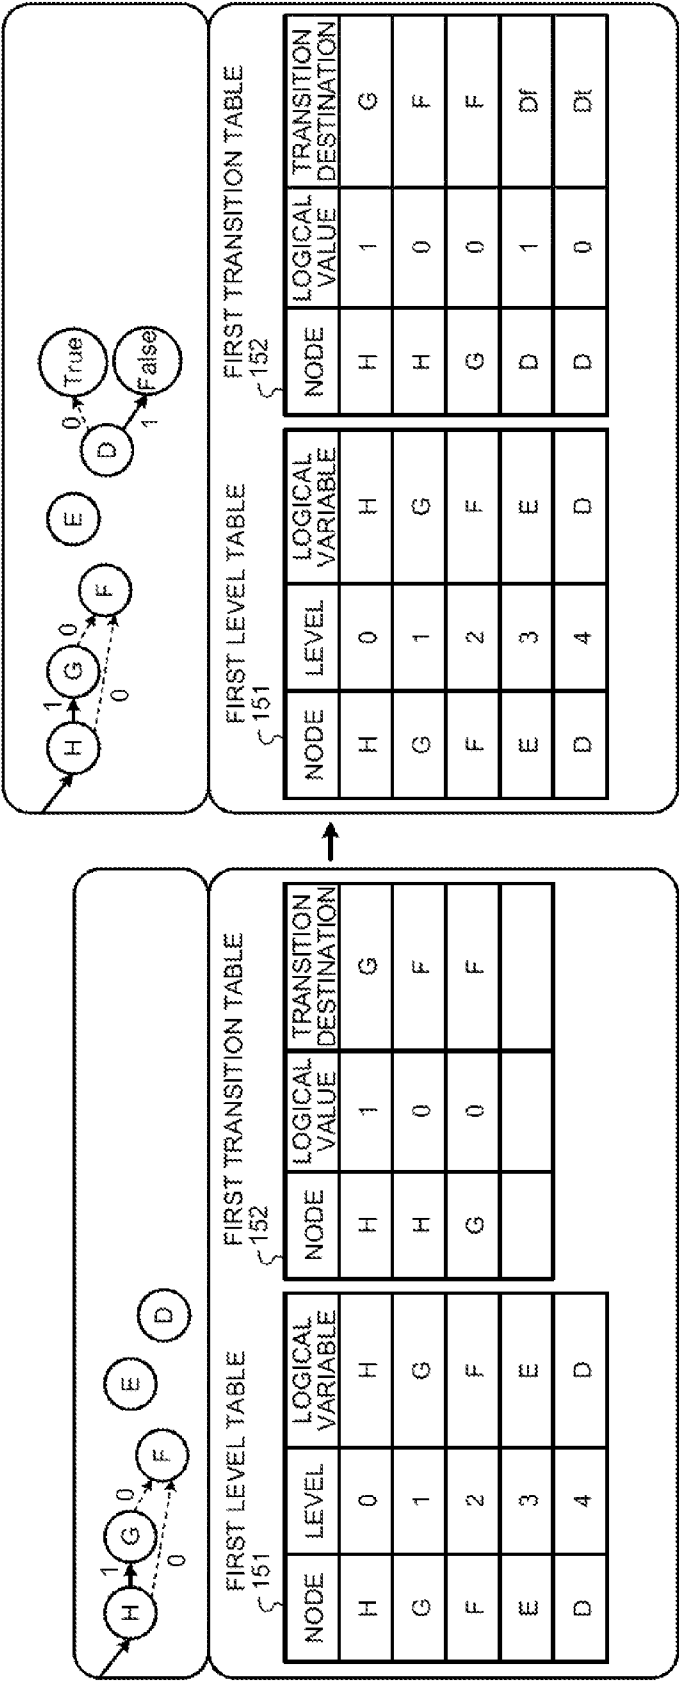 H
1
G
0
0
F
E
D
FIRST LEVEL TABLE
151
NODE LEVEL LOGICAL VARIABLE
H 0 H
G 1 G
F 2 F
E 3 E
D 4 D
FIRST TRANSITION TABLE
152
NODE LOGICAL VALUE TRANSITION DESTINATION
H 1 G
H 0 F
G 0 F
H
1
G
0
0
F
E
D
0
True
1
False
FIRST LEVEL TABLE
151
NODE LEVEL LOGICAL VARIABLE
H 0 H
G 1 G
F 2 F
E 3 E
D 4 D
FIRST TRANSITION TABLE
152
NODE LOGICAL VALUE TRANSITION DESTINATION
H 1 G
H 0 F
G 0 F
D 1 Df
D 0 Dt